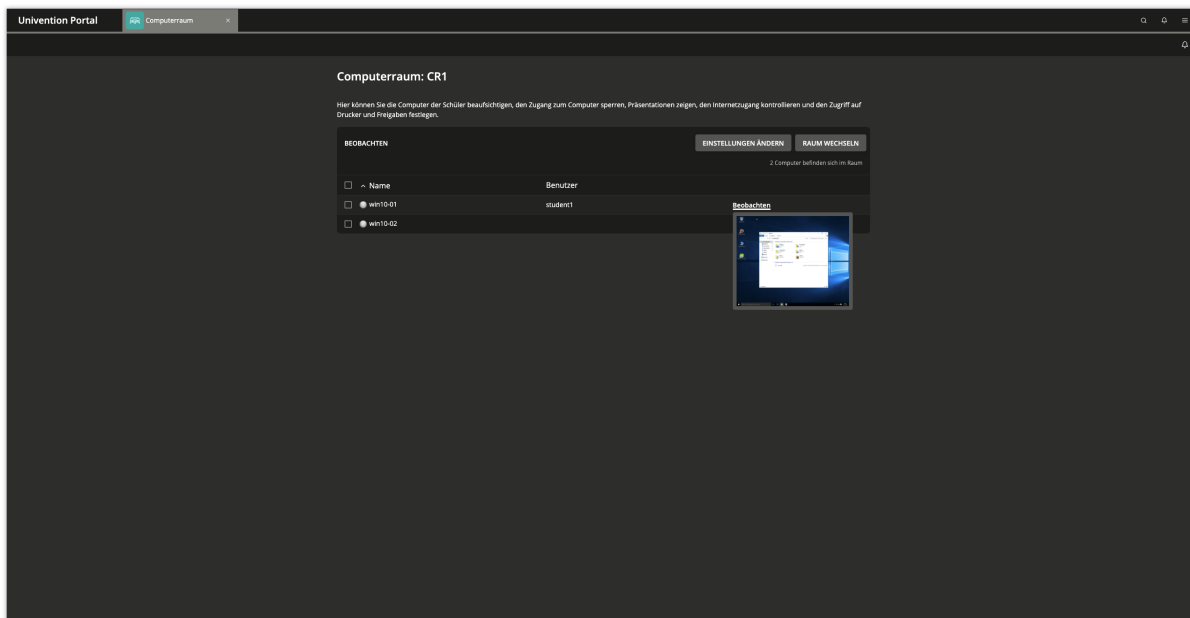 Univention Portal
Computerraum
Computerraum: CR1
Hier können Sie die Computer der Schüler beaufsichtigen, den Zugang zum Computer sperren, Präsentationen zeigen, den Internetzugang kontrollieren und den Zugriff auf
Drucker und Freigaben festlegen.
BEOBACHTEN
EINSTELLUNGEN ÄNDERN
RAUM WECHSELN
2 Computer befinden sich im Raum
Name
Benutzer
win10-01
student1
Beobachten
win10-02